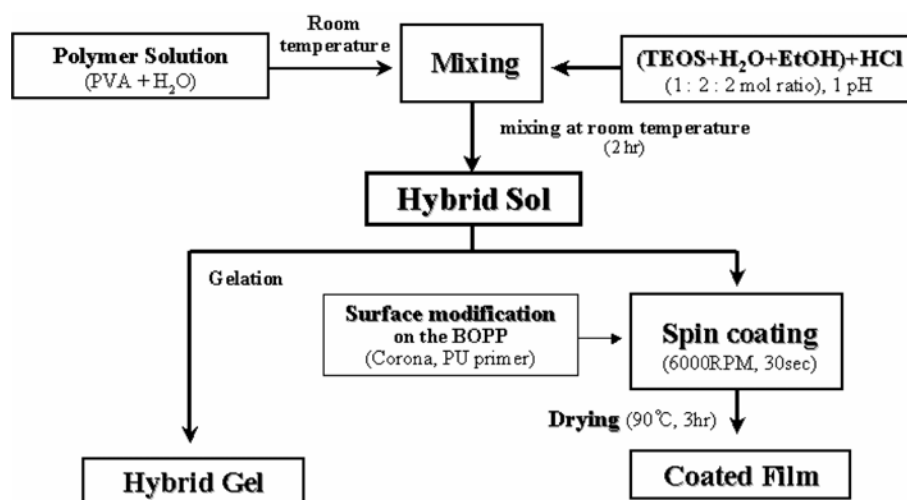 Polymer Solution
(PVA + H₂O)
Room
temperature
Mixing
(TEOS+H₂O+EtOH)+HCl
(1 : 2 : 2 mol ratio), 1 pH
mixing at room temperature
(2 hr)
Hybrid Sol
Gelation
Surface modification
on the BOPP
(Corona, PU primer)
Spin coating
(6000RPM, 30sec)
Drying (90℃, 3hr)
Hybrid Gel
Coated Film